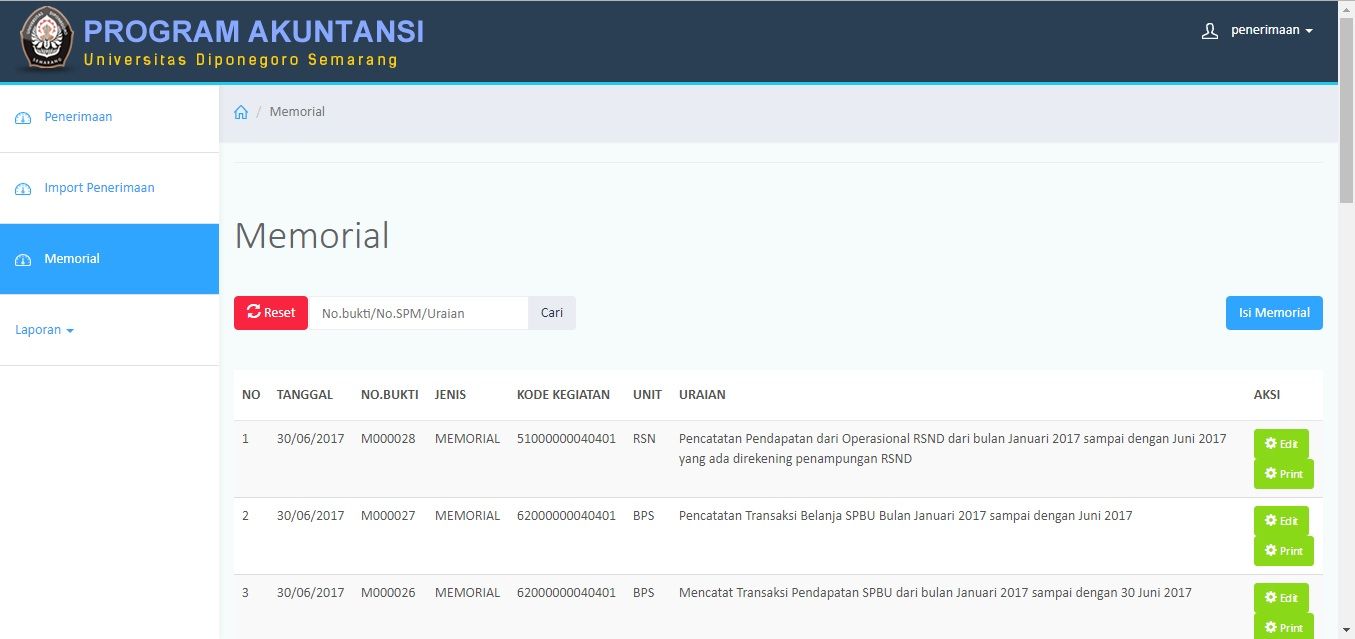 PROGRAM AKUNTANSI
Universitas Diponegoro Semarang
penerimaan
Penerimaan
Import Penerimaan
Memorial
Laporan
/ Memorial
Memorial
Reset No.bukti/No.SPM/Uraian Cari Isi Memorial
NO TANGGAL NO.BUKTI JENIS KODE KEGIATAN UNIT URAIAN AKSI
1 30/06/2017 M000028 MEMORIAL 51000000040401 RSN Pencatatan Pendapatan dari Operasional RSND dari bulan Januari 2017 sampai dengan Juni 2017 Edit
yang ada direkening penampungan RSND Print
2 30/06/2017 M000027 MEMORIAL 62000000040401 BPS Pencatatan Transaksi Belanja SPBU Bulan Januari 2017 sampai dengan Juni 2017 Edit
Print
3 30/06/2017 M000026 MEMORIAL 62000000040401 BPS Mencatat Transaksi Pendapatan SPBU dari bulan Januari 2017 sampai dengan 30 Juni 2017 Edit
Print